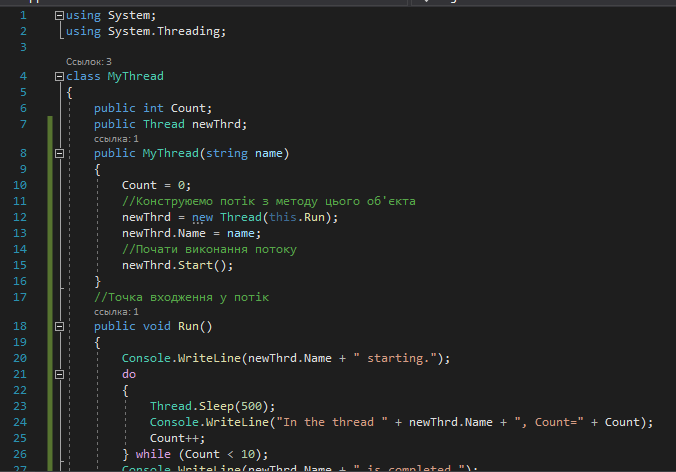 1 using System;
2 using System.Threading;
3
Ссылок: 3
4 class MyThread
5 {
6 public int Count;
7 public Thread newThrd;
ссылка: 1
8 public MyThread(string name)
9 {
10 Count = 0;
11 //Конструюємо потік з методу цього об'єкта
12 newThrd = new Thread(this.Run);
13 newThrd.Name = name;
14 //Почати виконання потоку
15 newThrd.Start();
16 }
17 //Точка входження у потік
ссылка: 1
18 public void Run()
19 {
20 Console.WriteLine(newThrd.Name + " starting.");
21 do
22 {
23 Thread.Sleep(500);
24 Console.WriteLine("In the thread " + newThrd.Name + ", Count=" + Count);
25 Count++;
26 } while (Count < 10);
27 Console.WriteLine(newThrd.Name + " is completed.");